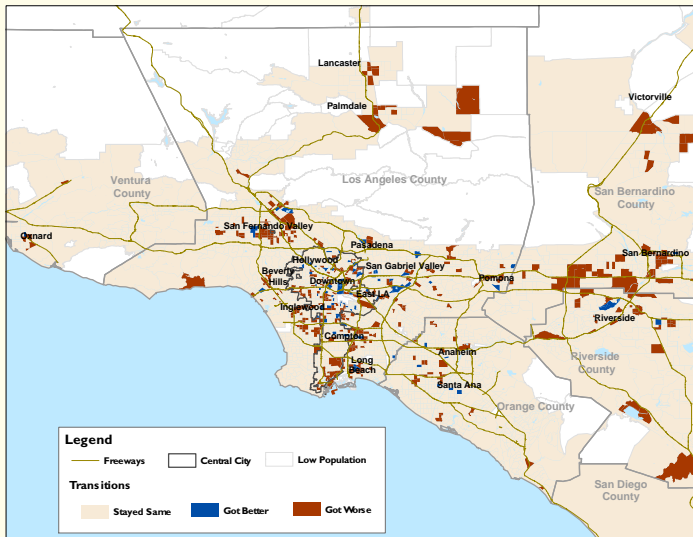 Lancaster
Palmdale
Victorville
Ventura
County
Los Angeles County
San Bernardino
County
Oxnard
San Fernando Valley
Pasadena
San Bernardino
Hollywood
San Gabriel Valley
Beverly
Hills
Downtown
Pomona
East LA
Inglewood
Riverside
Compton
Anaheim
Long
Beach
Riverside
County
Santa Ana
Orange County
San Diego
County
Legend
Freeways
Central City
Low Population
Transitions
Stayed Same
Got Better
Got Worse